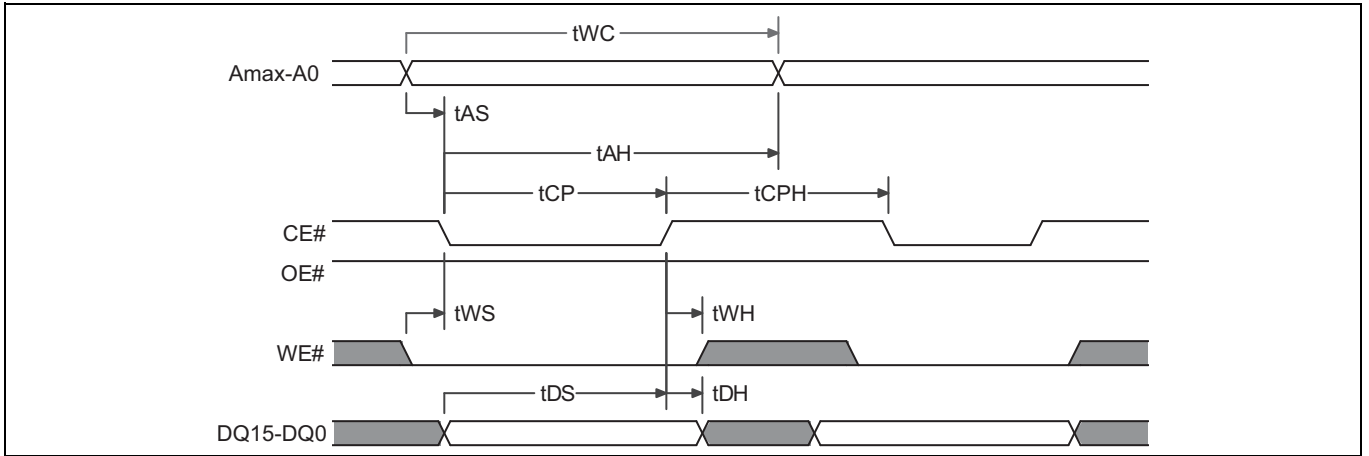 tWC
Amax-A0
tAS
tAH
tCP tCPH
CE#
OE#
tWS tWH
WE#
tDS tDH
DQ15-DQ0